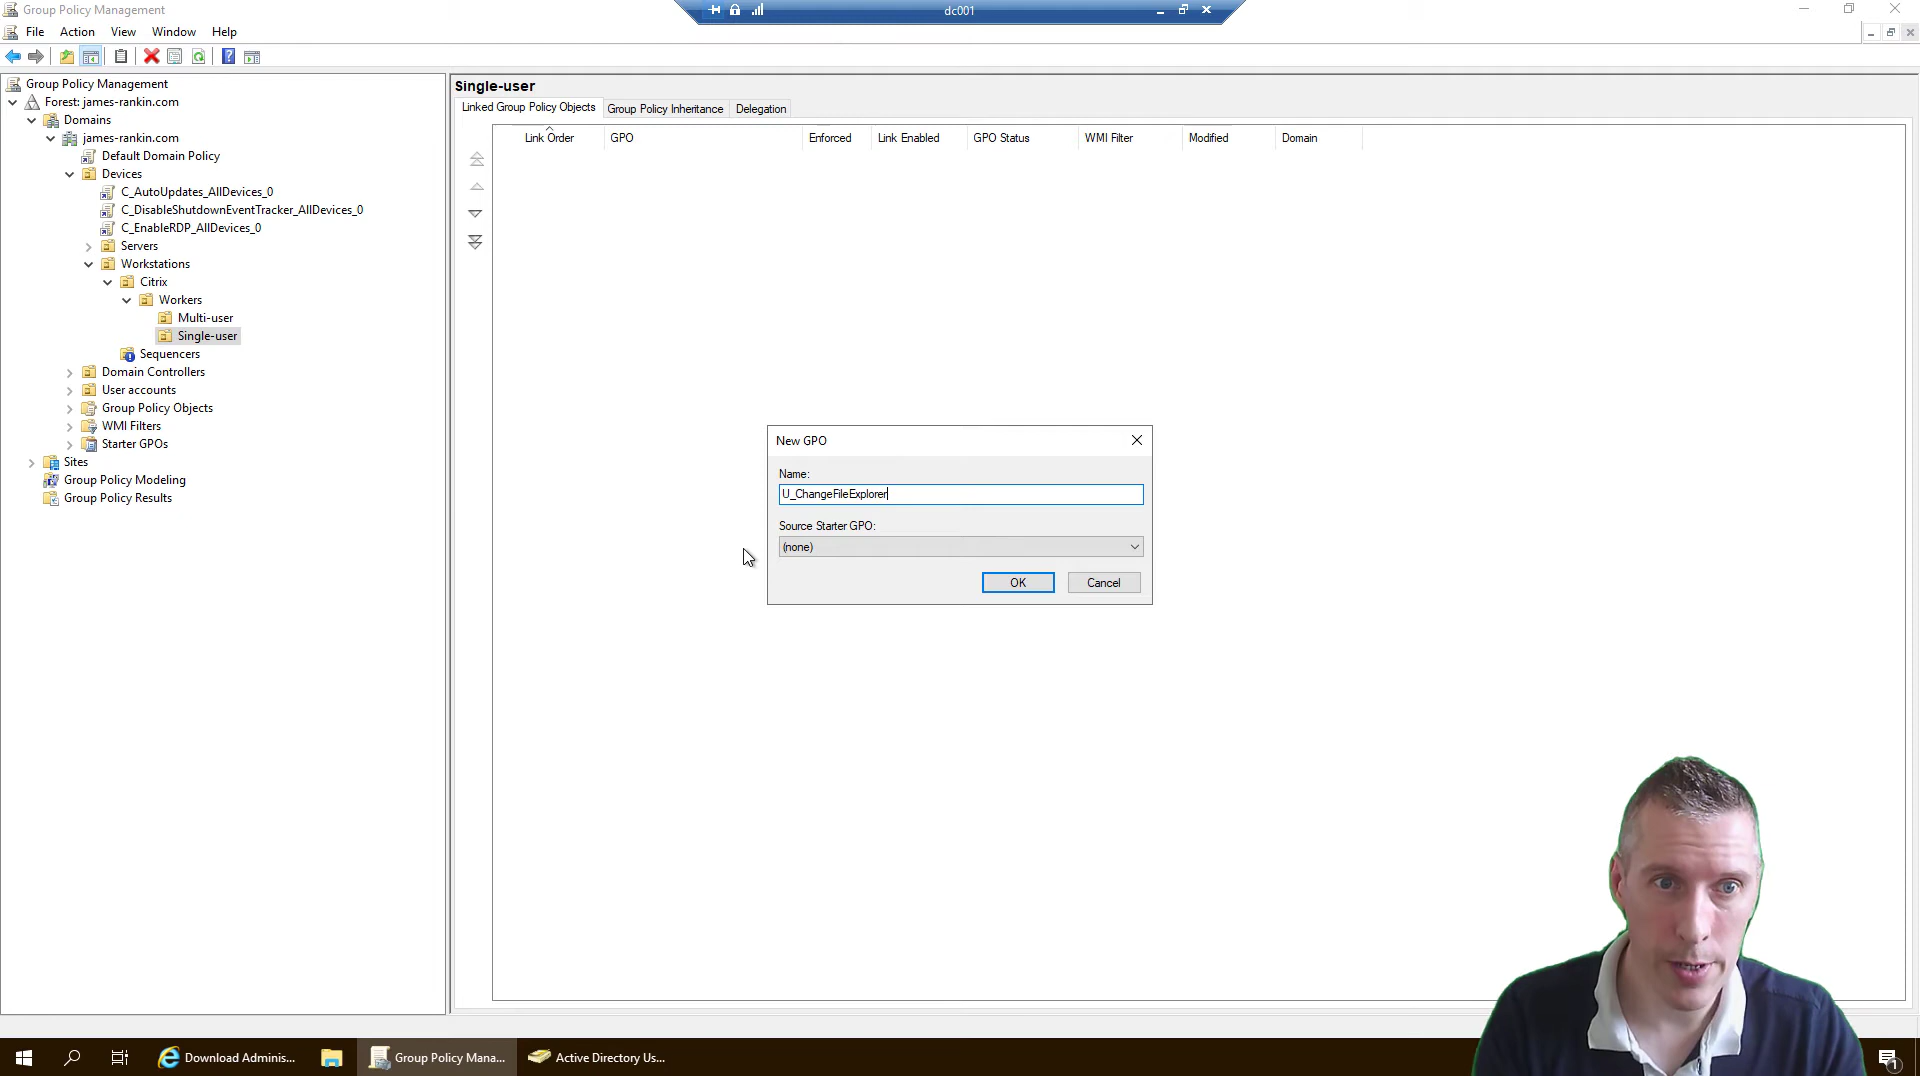 Group Policy Management
dc001
File Action View Window Help
Group Policy Management
Forest: james-rankin.com
Domains
james-rankin.com
Default Domain Policy
Devices
C_AutoUpdates_AllDevices_0
C_DisableShutdownEventTracker_AllDevices_0
C_EnableRDP_AllDevices_0
Servers
Workstations
Citrix
Workers
Multi-user
Single-user
Sequencers
Domain Controllers
User accounts
Group Policy Objects
WMI Filters
Starter GPOs
Sites
Group Policy Modeling
Group Policy Results
Single-user
Linked Group Policy Objects Group Policy Inheritance Delegation
Link Order GPO Enforced Link Enabled GPO Status WMI Filter Modified Domain
New GPO
Name:
U_ChangeFileExplorer
Source Starter GPO:
(none)
OK Cancel
Download Adminis... Group Policy Mana... Active Directory Us... 1